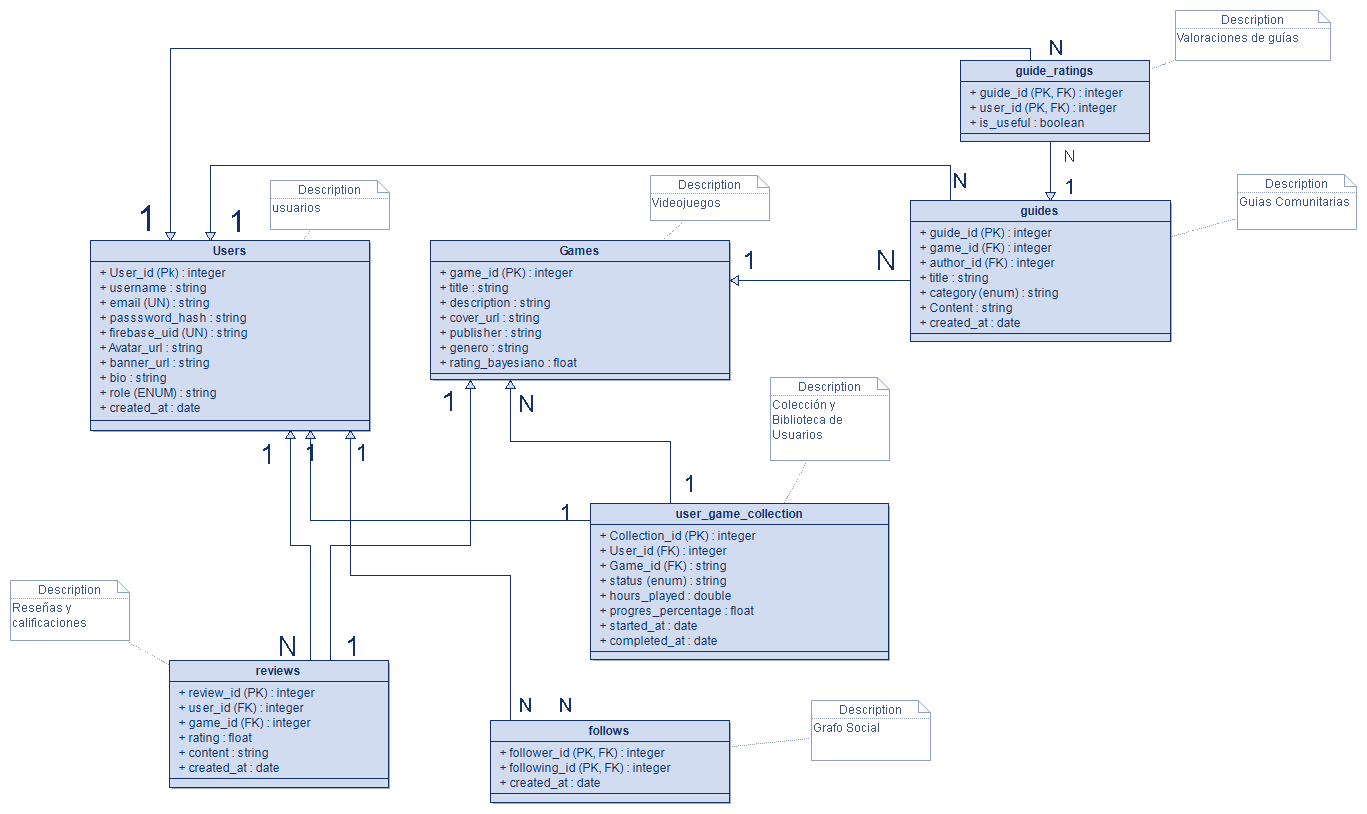 Description
Valoraciones de guías
N
guide_ratings
+ guide_id (PK, FK) : integer
+ user_id (PK, FK) : integer
+ is_useful : boolean
N
1
Description
Guias Comunitarias
N
guides
+ guide_id (PK) : integer
+ game_id (FK) : integer
+ author_id (FK) : integer
+ title : string
+ category (enum) : string
+ Content : string
+ created_at : date
Description
usuarios
Description
Videojuegos
1
1
Users
+ User_id (Pk) : integer
+ username : string
+ email (UN) : string
+ passsword_hash : string
+ firebase_uid (UN) : string
+ Avatar_url : string
+ banner_url : string
+ bio : string
+ role (ENUM) : string
+ created_at : date
Games
+ game_id (PK) : integer
+ title : string
+ description : string
+ cover_url : string
+ publisher : string
+ genero : string
+ rating_bayesiano : float
1
N
1
N
Description
Colección y
Biblioteca de
Usuarios
1
1
1
1
1
user_game_collection
+ Collection_id (PK) : integer
+ User_id (FK) : integer
+ Game_id (FK) : string
+ status (enum) : string
+ hours_played : double
+ progres_percentage : float
+ started_at : date
+ completed_at : date
Description
Reseñas y
calificaciones
N
1
reviews
+ review_id (PK) : integer
+ user_id (FK) : integer
+ game_id (FK) : integer
+ rating : float
+ content : string
+ created_at : date
N
N
follows
+ follower_id (PK, FK) : integer
+ following_id (PK, FK) : integer
+ created_at : date
Description
Grafo Social